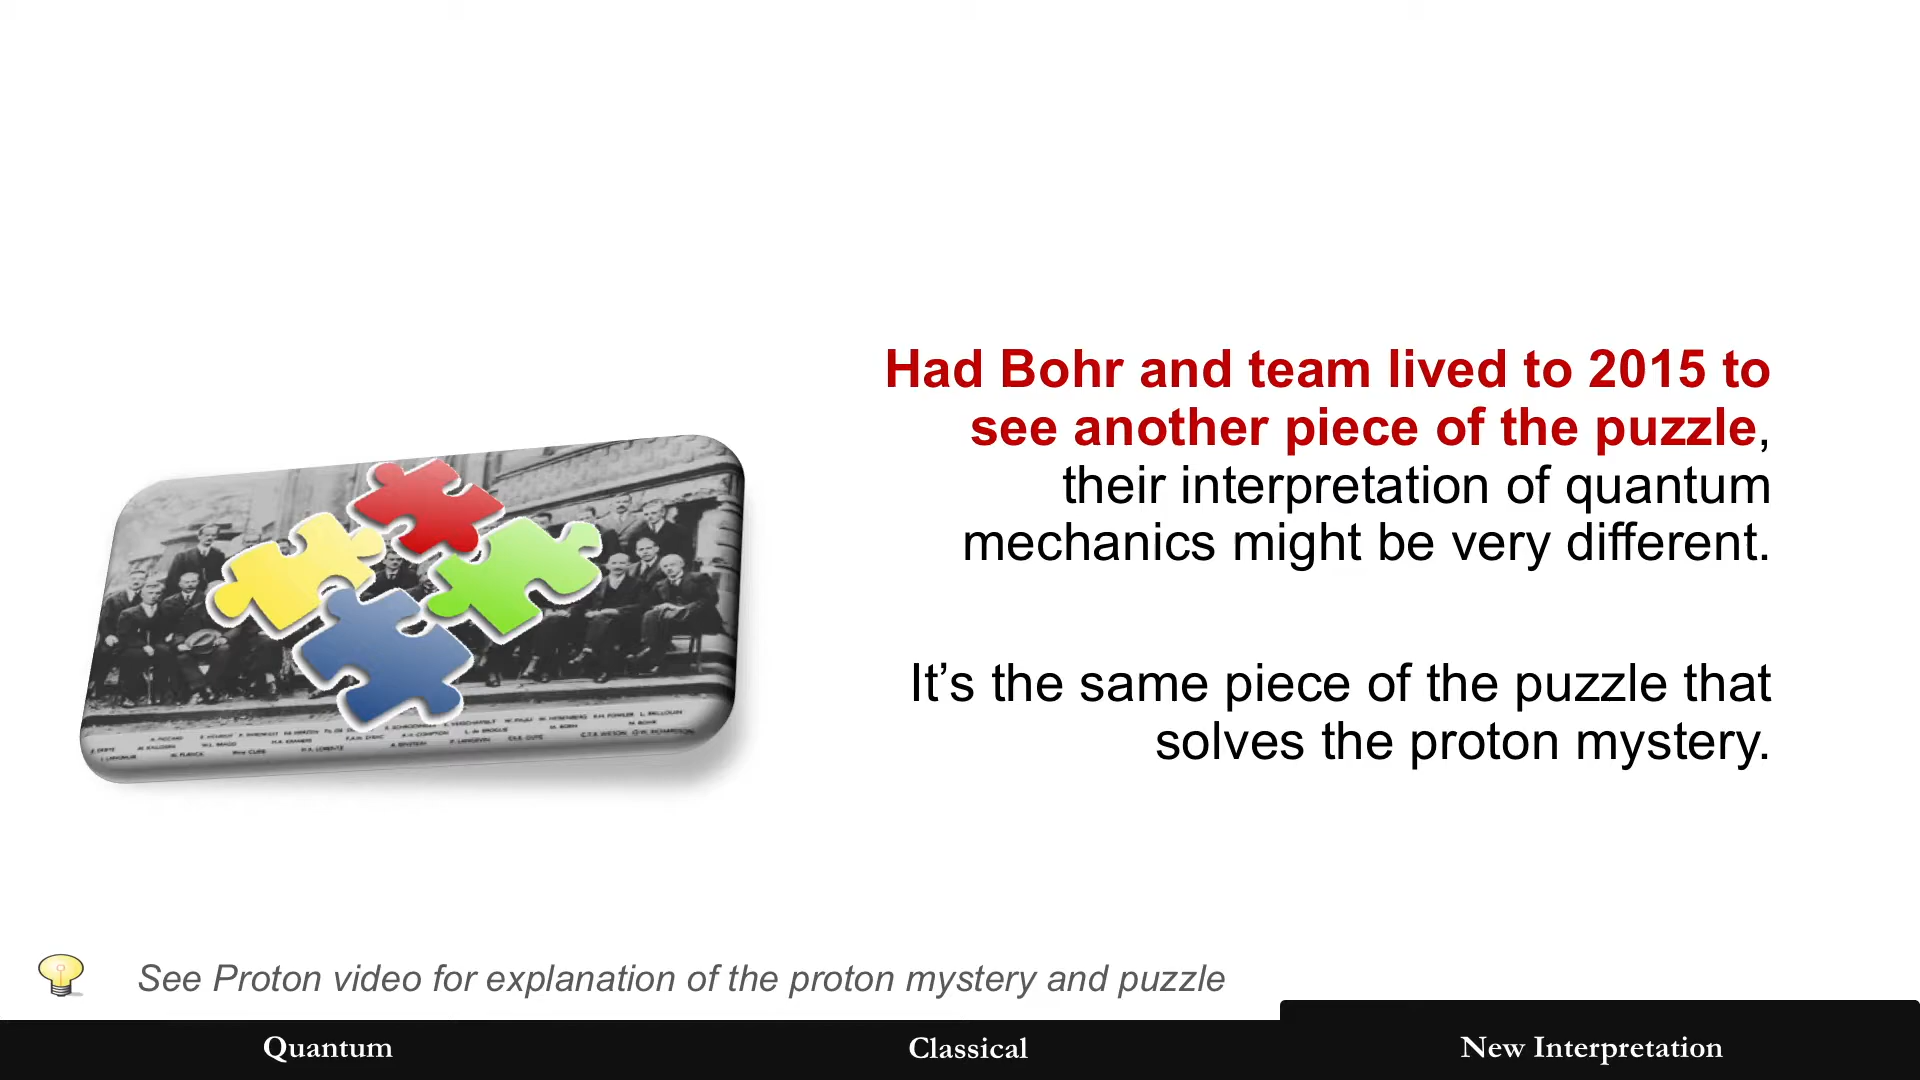 Had Bohr and team lived to 2015 to
see another piece of the puzzle,
their interpretation of quantum
mechanics might be very different.
It’s the same piece of the puzzle that
solves the proton mystery.
See Proton video for explanation of the proton mystery and puzzle
Quantum
Classical
New Interpretation